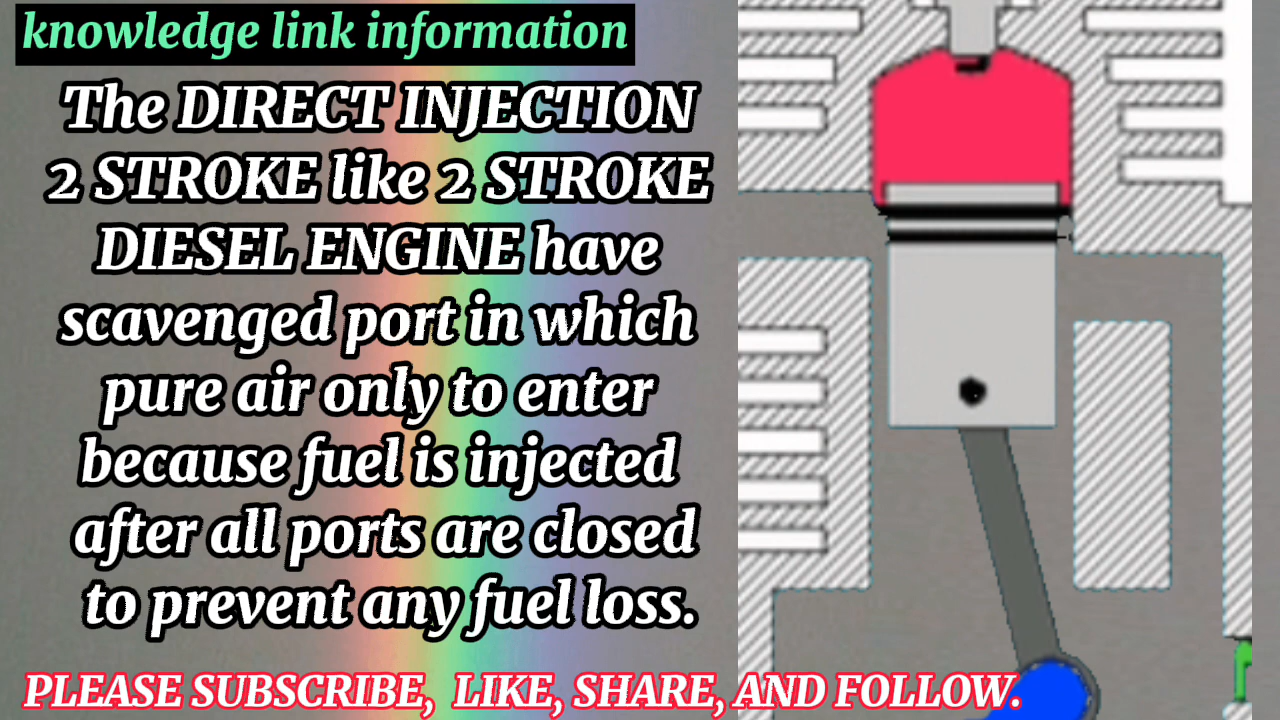 knowledge link information
The DIRECT INJECTION
2 STROKE like 2 STROKE
DIESEL ENGINE have
scavenged port in which
pure air only to enter
because fuel is injected
after all ports are closed
to prevent any fuel loss.
PLEASE SUBSCRIBE, LIKE, SHARE, AND FOLLOW.